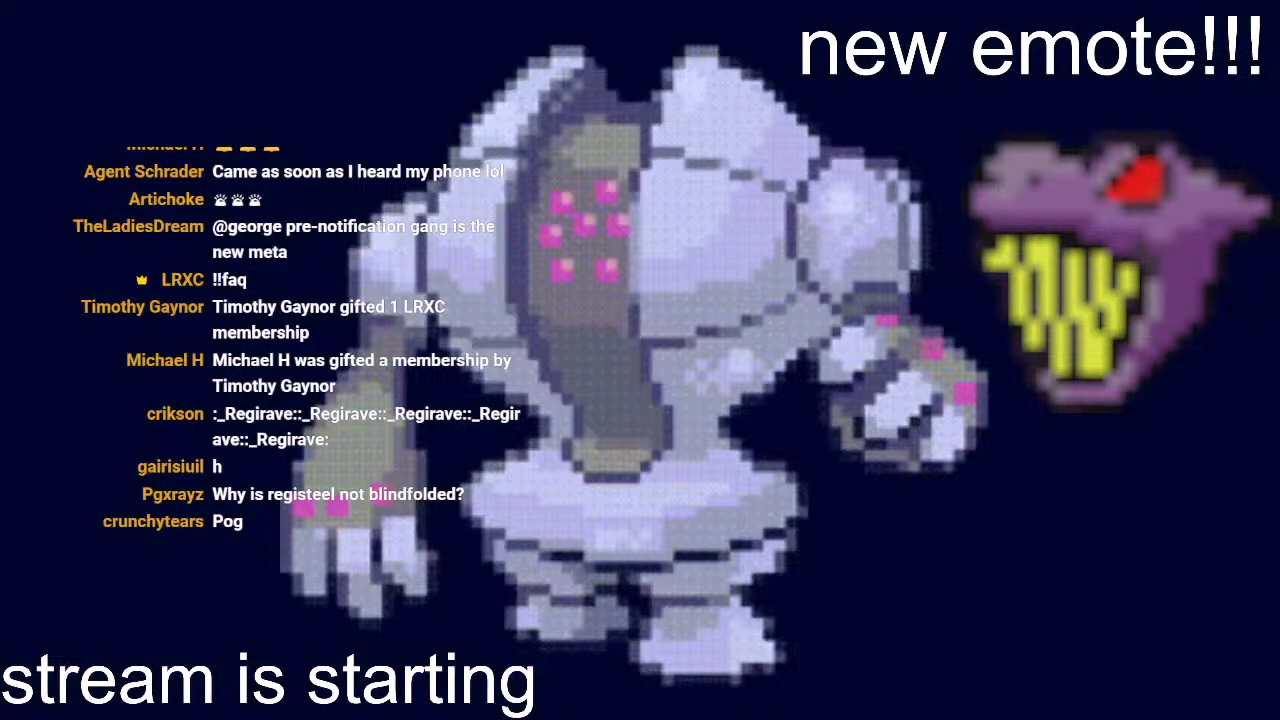 new emote!!!
Michael H
Agent Schrader Came as soon as I heard my phone lol
Artichoke
TheLadiesDream @george pre-notification gang is the
new meta
LRXC !!faq
Timothy Gaynor Timothy Gaynor gifted 1 LRXC
membership
Michael H Michael H was gifted a membership by
Timothy Gaynor
crikson :_Regirave::_Regirave::_Regirave::_Regir
ave::_Regirave:
gairisiuil h
Pgxrayz Why is registeel not blindfolded?
crunchytears Pog
stream is starting